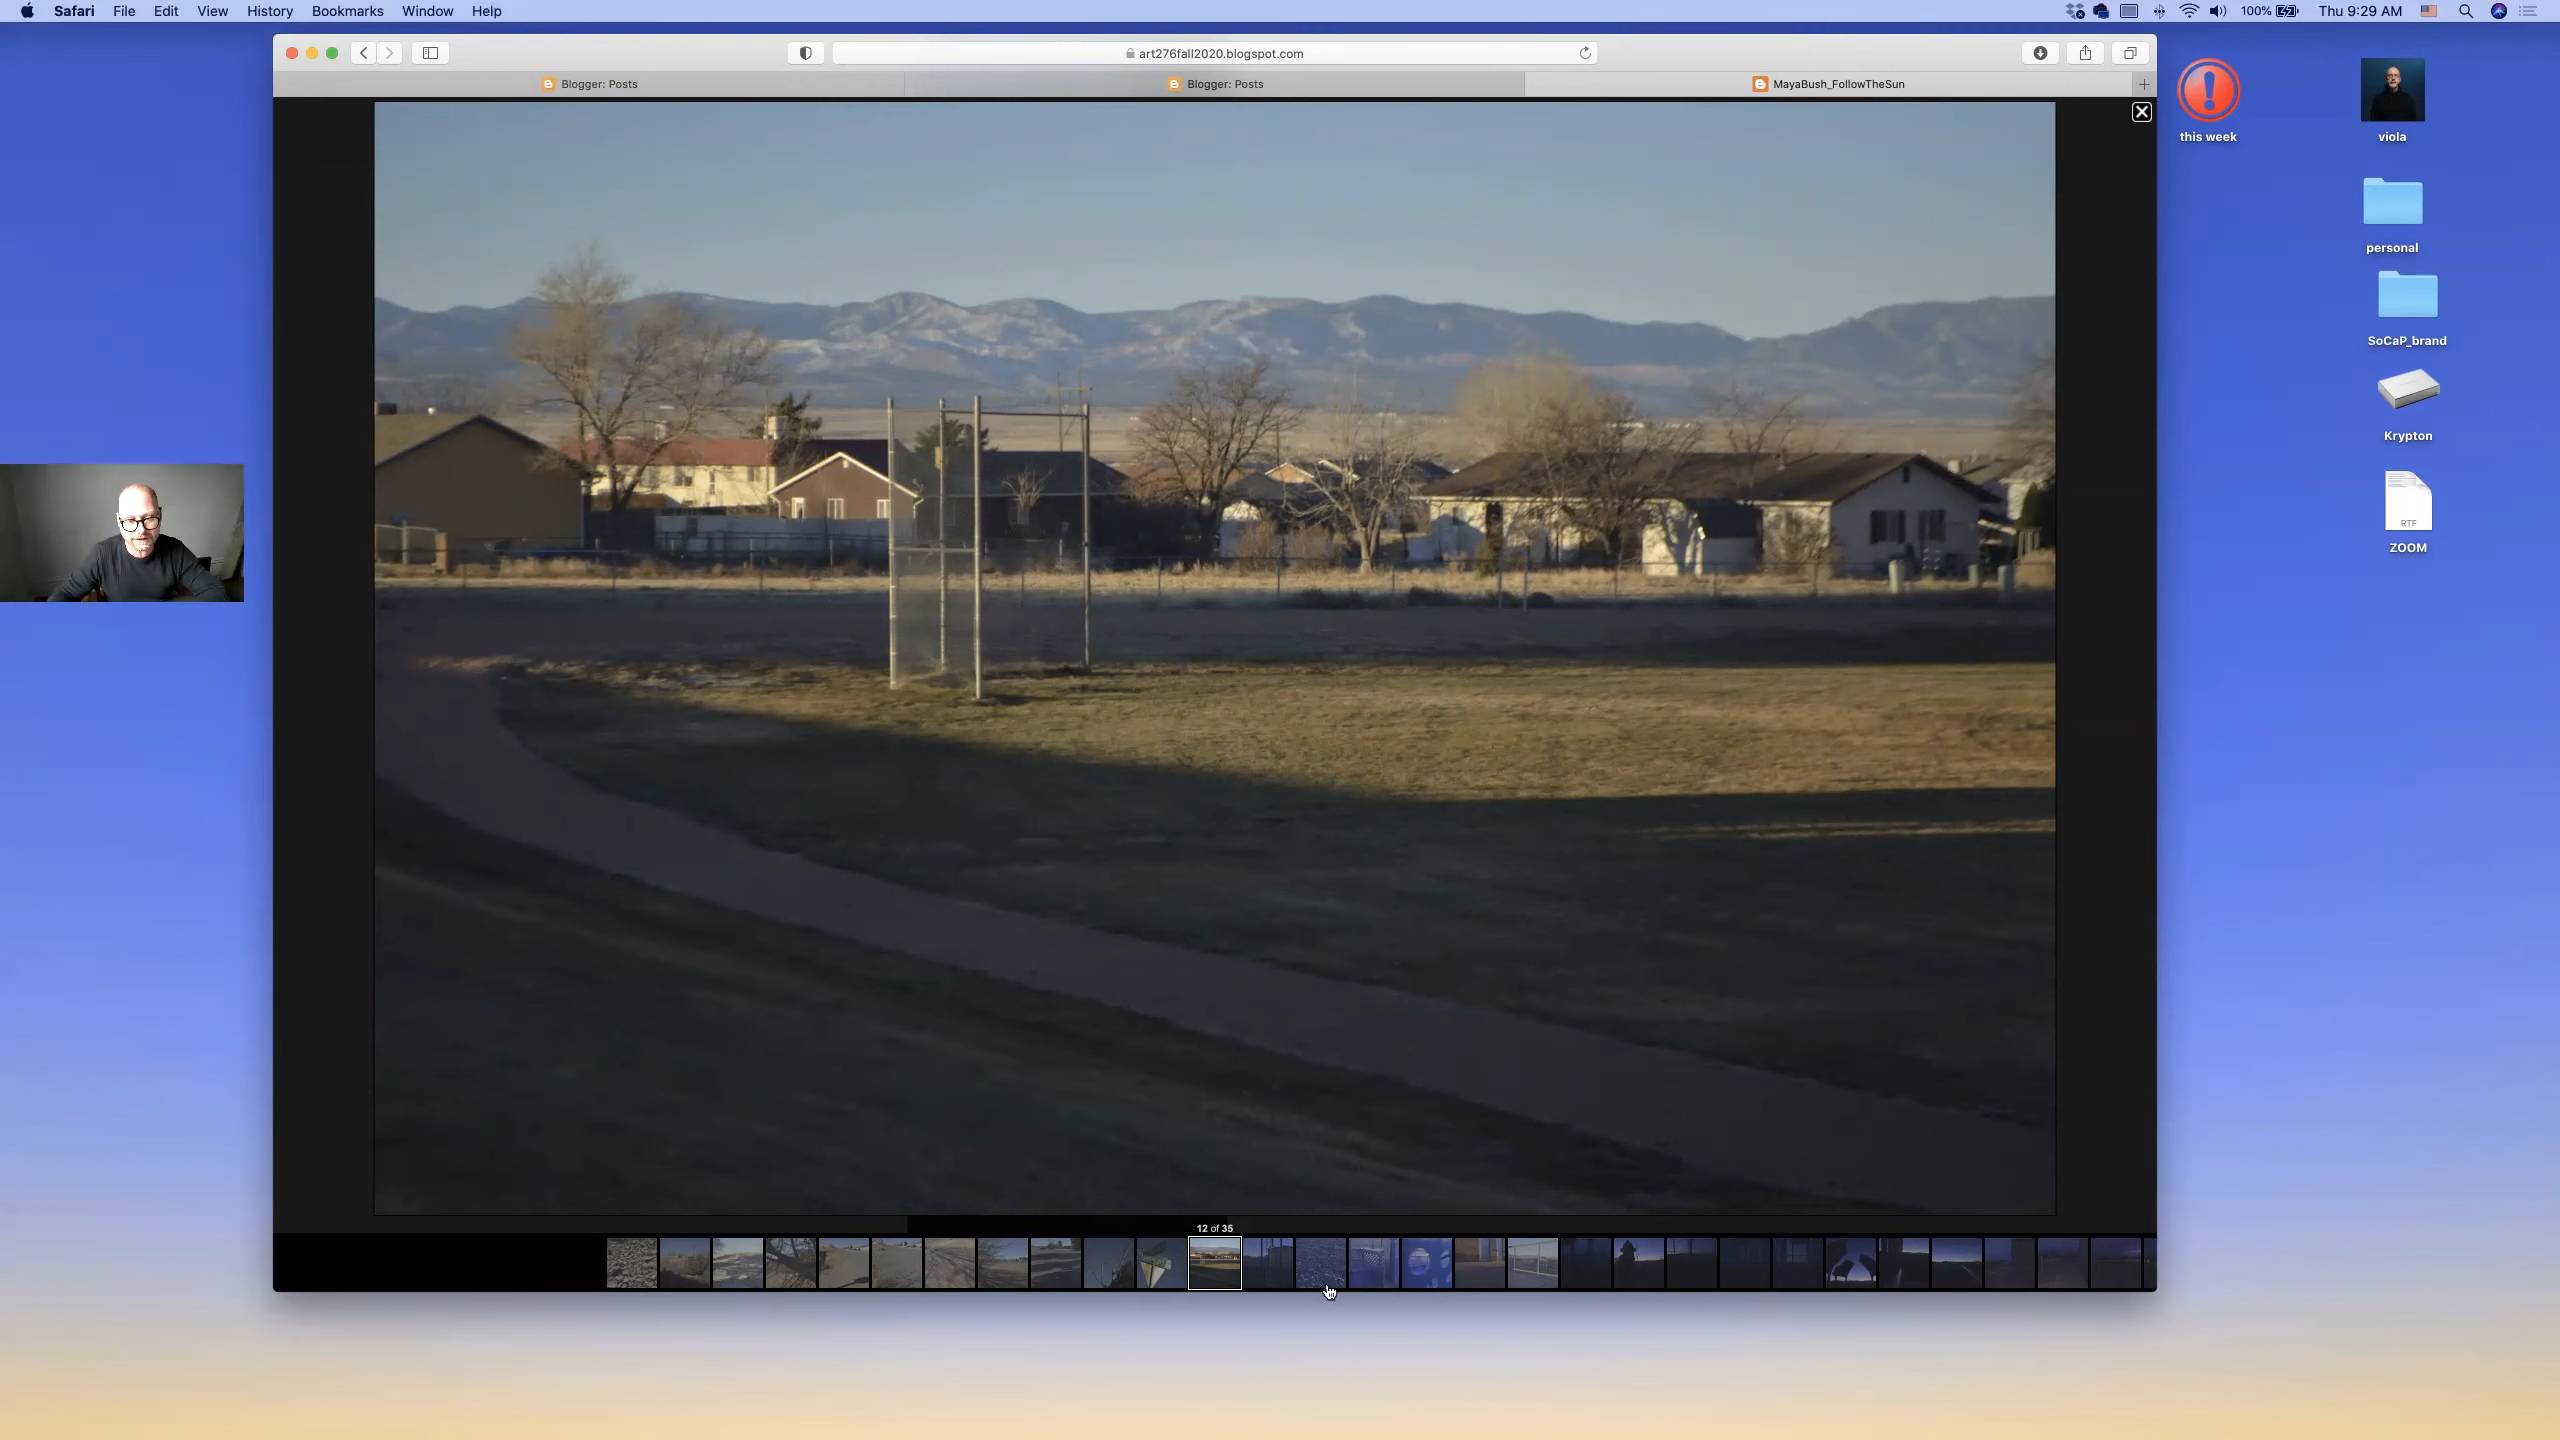 Safari File Edit View History Bookmarks Window Help
100% Thu 9:29 AM
art276fall2020.blogspot.com
Blogger: Posts
Blogger: Posts
MayaBush_FollowTheSun
this week
viola
personal
SoCaP_brand
Krypton
RTF
ZOOM
12 of 35